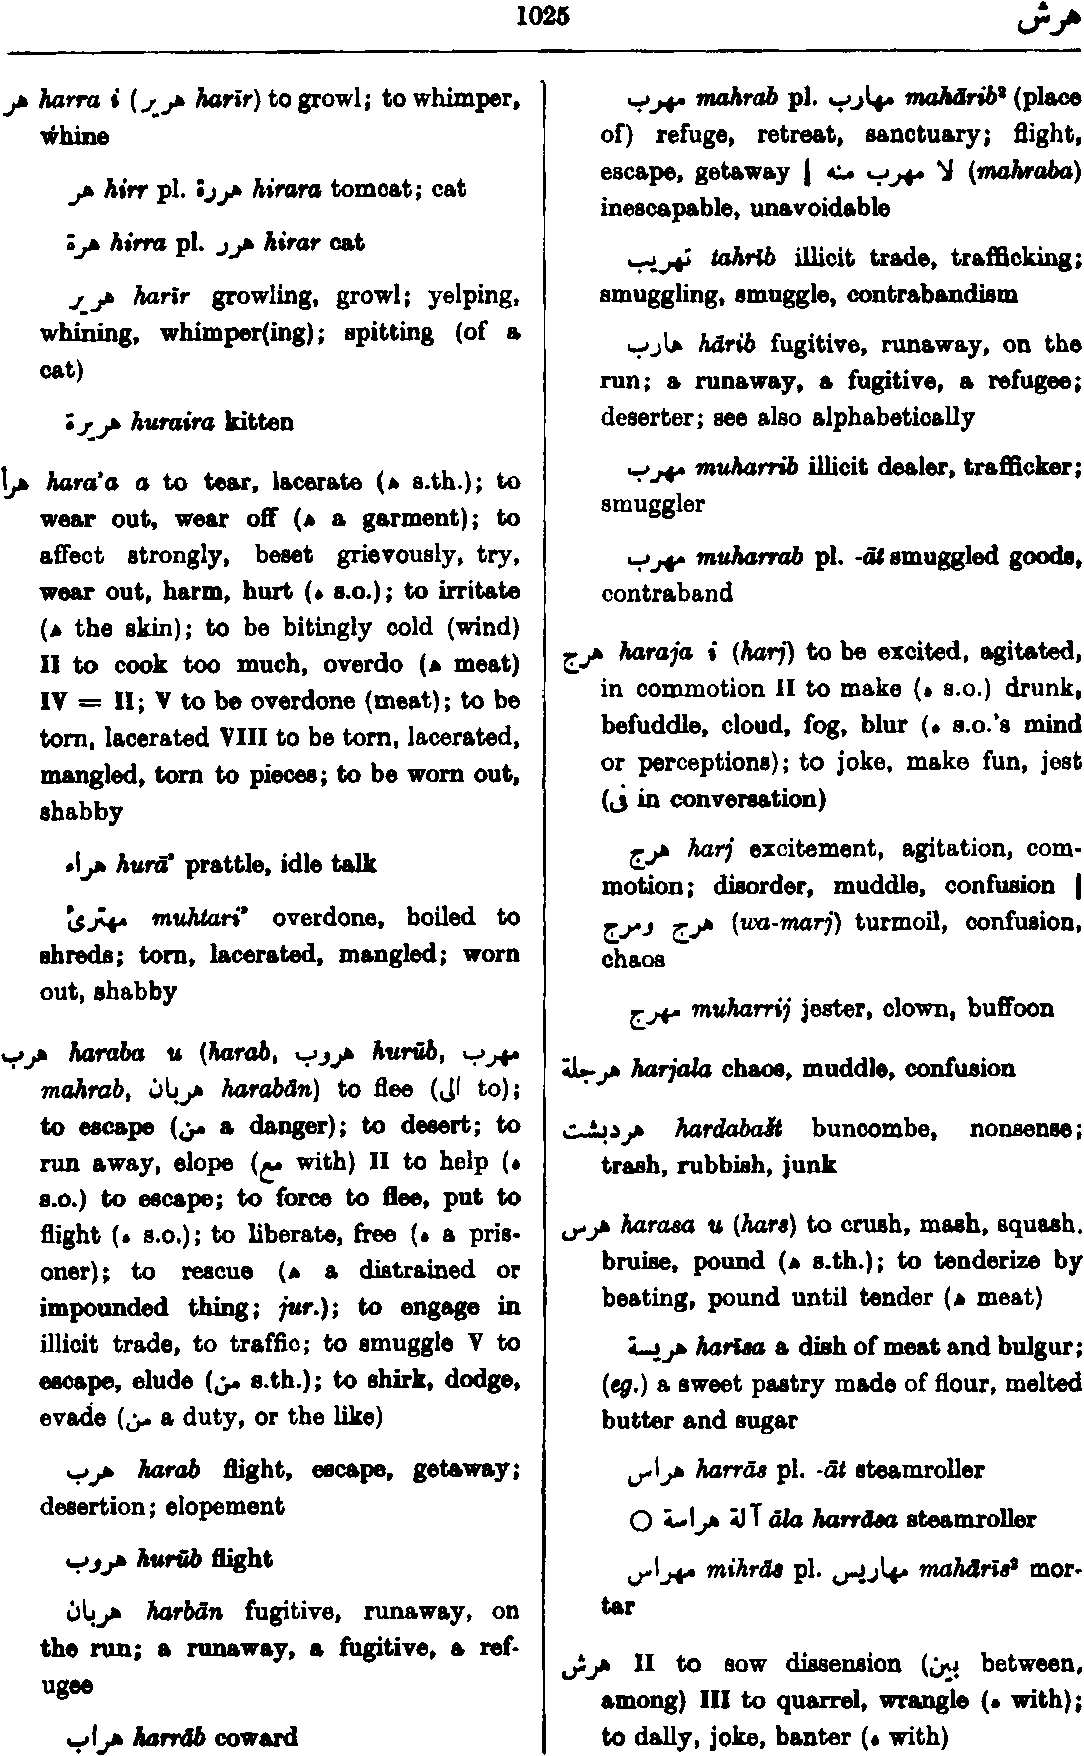 1025
هرش
هر harra i (هرير harīr) to growl; to whimper,
whine
هر hirr pl. هررة hirara tomcat; cat
هرة hirra pl. هرر hirar cat
هرير harīr growling, growl; yelping,
whining, whimper(ing); spitting (of a
cat)
هريرة huraira kitten
هرأ hara'a a to tear, lacerate (ه s.th.); to
wear out, wear off (ه a garment); to
affect strongly, beset grievously, try,
wear out, harm, hurt (ه s.o.); to irritate
(ه the skin); to be bitingly cold (wind)
II to cook too much, overdo (ه meat)
IV = II; V to be overdone (meat); to be
torn, lacerated VIII to be torn, lacerated,
mangled, torn to pieces; to be worn out,
shabby
هراء hurā' prattle, idle talk
مهترئ muhtari' overdone, boiled to
shreds; torn, lacerated, mangled; worn
out, shabby
هرب haraba u (harab, هروب hurūb, مهرب
mahrab, هربان harabān) to flee (الى to);
to escape (من a danger); to desert; to
run away, elope (مع with) II to help (ه
s.o.) to escape; to force to flee, put to
flight (ه s.o.); to liberate, free (ه a pris-
oner); to rescue (ه a distrained or
impounded thing; jur.); to engage in
illicit trade, to traffic; to smuggle V to
escape, elude (من s.th.); to shirk, dodge,
evade (من a duty, or the like)
هرب harab flight, escape, getaway;
desertion; elopement
هروب hurūb flight
هربان harbān fugitive, runaway, on
the run; a runaway, a fugitive, a ref-
ugee
هراب harrāb coward
مهرب mahrab pl. مهارب mahārib² (place
of) refuge, retreat, sanctuary; flight,
escape, getaway | لا مهرب منه (mahraba)
inescapable, unavoidable
تهريب tahrīb illicit trade, trafficking;
smuggling, smuggle, contrabandism
هارب hārib fugitive, runaway, on the
run; a runaway, a fugitive, a refugee;
deserter; see also alphabetically
مهرب muharrib illicit dealer, trafficker;
smuggler
مهرب muharrab pl. -āt smuggled goods,
contraband
هرج haraja i (harj) to be excited, agitated,
in commotion II to make (ه s.o.) drunk,
befuddle, cloud, fog, blur (ه s.o.'s mind
or perceptions); to joke, make fun, jest
(فى in conversation)
هرج harj excitement, agitation, com-
motion; disorder, muddle, confusion |
هرج ومرج (wa-marj) turmoil, confusion,
chaos
مهرج muharrij jester, clown, buffoon
هرجلة harjala chaos, muddle, confusion
هردبشت hardabašt buncombe, nonsense;
trash, rubbish, junk
هرس harasa u (hars) to crush, mash, squash,
bruise, pound (ه s.th.); to tenderize by
beating, pound until tender (ه meat)
هريسة harīsa a dish of meat and bulgur;
(eg.) a sweet pastry made of flour, melted
butter and sugar
هراس harrās pl. -āt steamroller
○ آلة هراسة āla harrāsa steamroller
مهراس mihrās pl. مهاريس mahārīs² mor-
tar
هرش II to sow dissension (بين between,
among) III to quarrel, wrangle (ه with);
to dally, joke, banter (ه with)